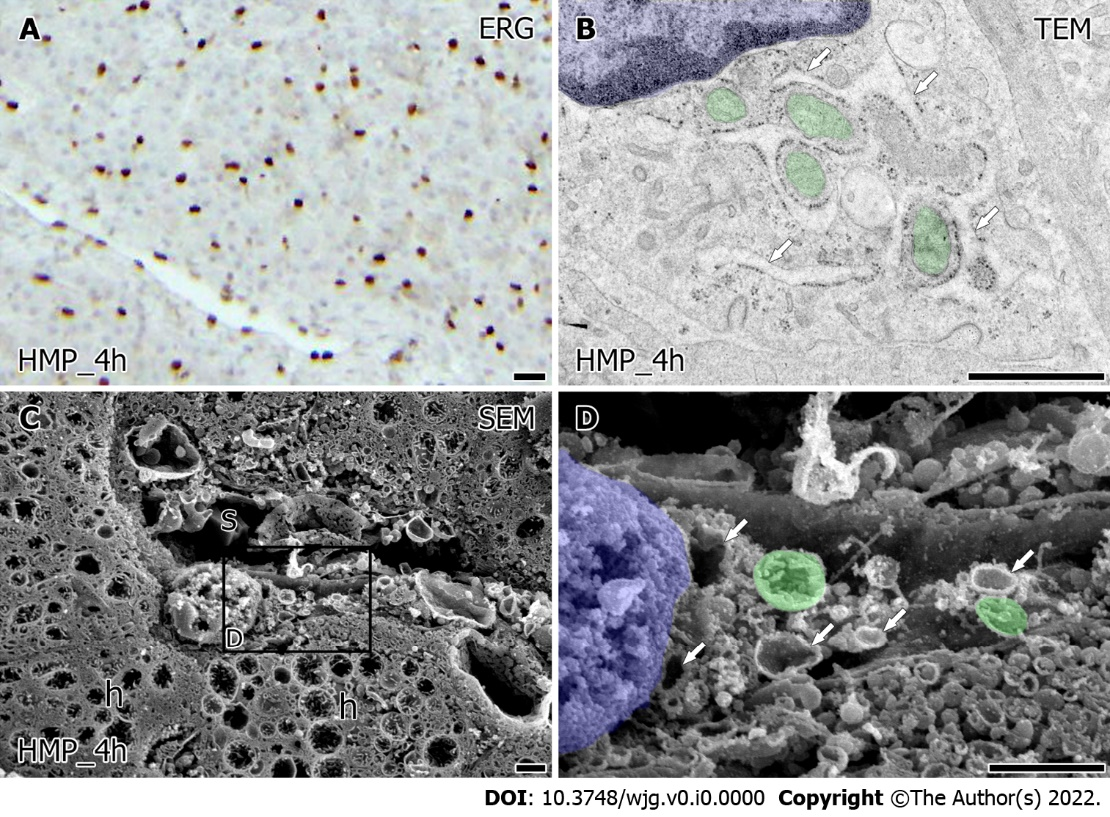 A ERG
HMP_4h
B TEM
HMP_4h
C SEM
S
D
h h
HMP_4h
D
DOI: 10.3748/wjg.v0.i0.0000 Copyright ©The Author(s) 2022.